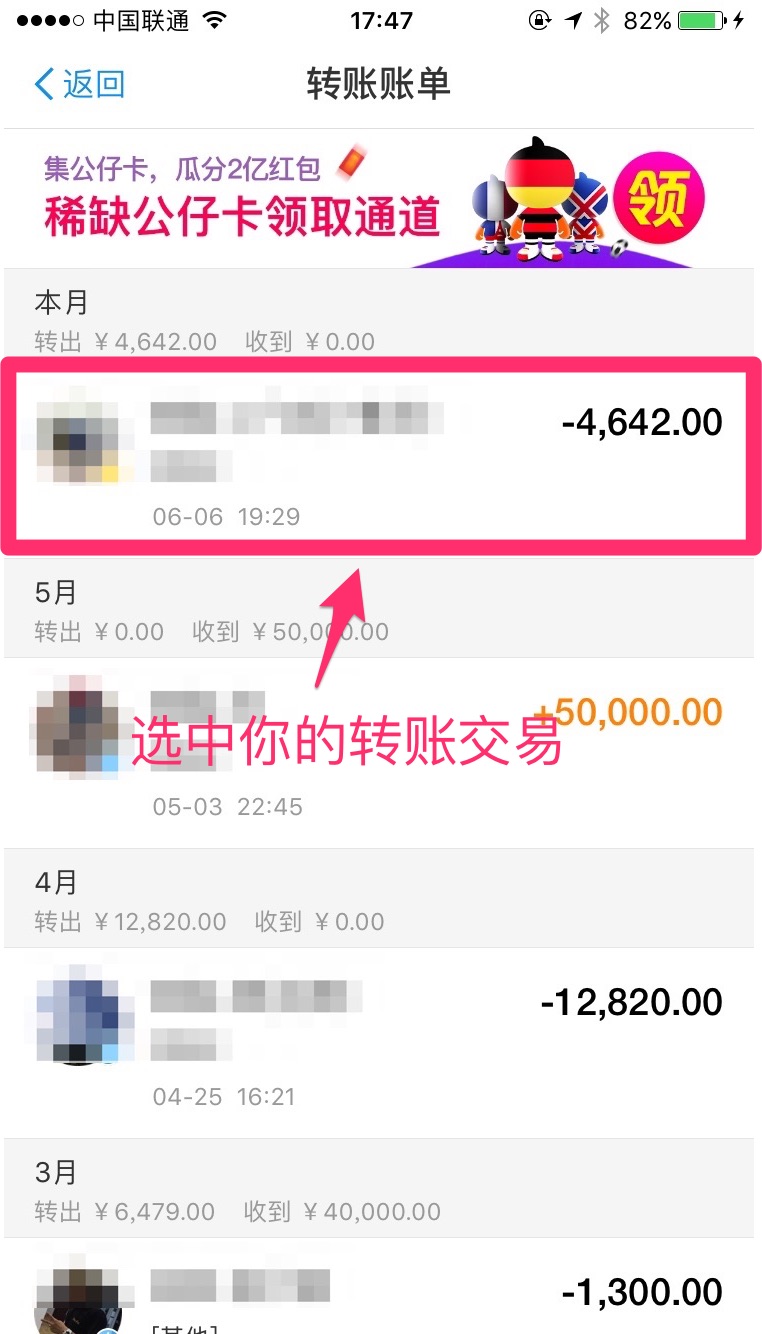 中国联通 17:47 82%
返回 转账账单
集公仔卡，瓜分2亿红包
稀缺公仔卡领取通道
领
本月
转出 ￥4,642.00 收到 ￥0.00
-4,642.00
06-06 19:29
5月
转出 ￥0.00 收到 ￥50,000.00
+50,000.00
选中你的转账交易
05-03 22:45
4月
转出 ￥12,820.00 收到 ￥0.00
-12,820.00
04-25 16:21
3月
转出 ￥6,479.00 收到 ￥40,000.00
-1,300.00
[其他]